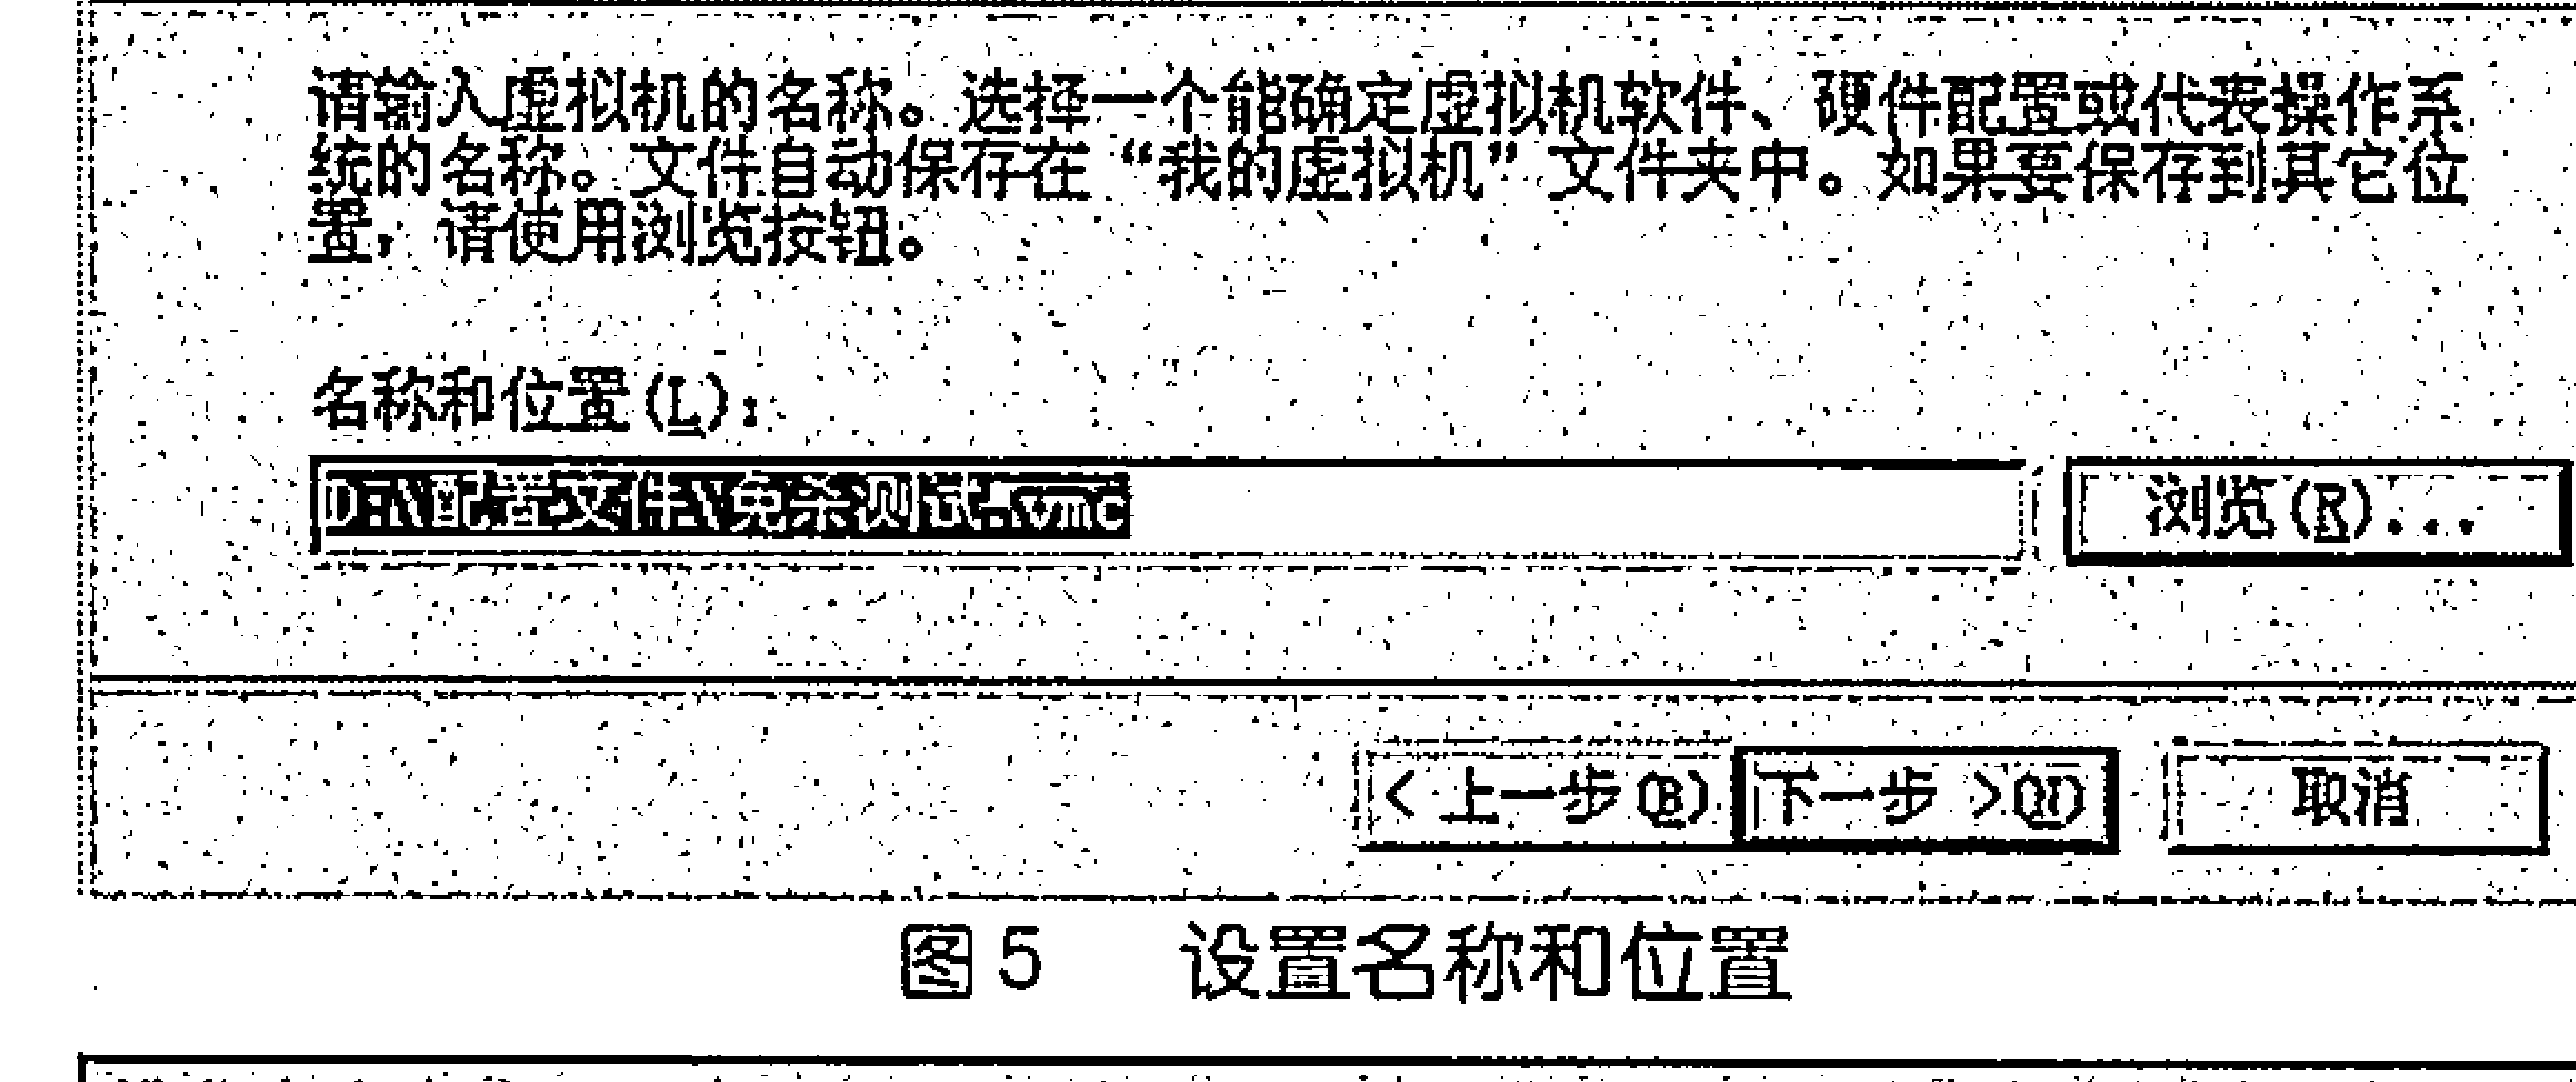 请输入虚拟机的名称。选择一个能确定虚拟机软件、硬件配置或代表操作系
统的名称。文件自动保存在“我的虚拟机”文件夹中。如果要保存到其它位
置，请使用浏览按钮。
名称和位置(L)：
D:\配置文件\免杀测试.vmc
浏览(R)...
< 上一步(B) 下一步 >(N) 取消
图5 设置名称和位置